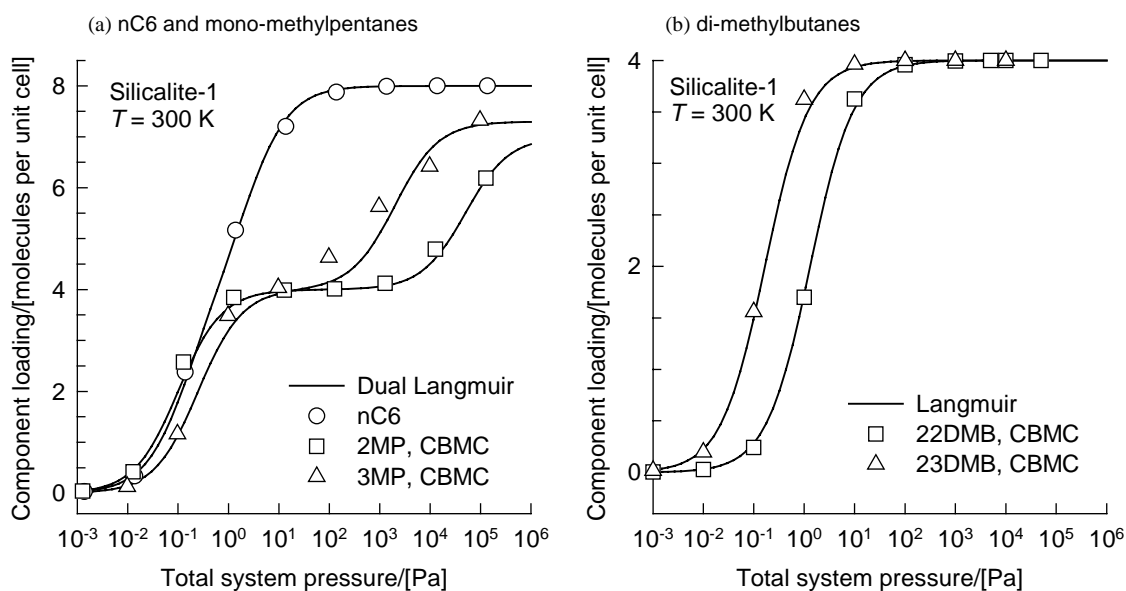 (a) nC6 and mono-methylpentanes
Component loading/[molecules per unit cell]
8
6
4
2
0
Silicalite-1
T = 300 K
Dual Langmuir
nC6
2MP, CBMC
3MP, CBMC
10⁻³ 10⁻² 10⁻¹ 10⁰ 10¹ 10² 10³ 10⁴ 10⁵ 10⁶
Total system pressure/[Pa]
(b) di-methylbutanes
Component loading/[molecules per unit cell]
4
2
0
Silicalite-1
T = 300 K
Langmuir
22DMB, CBMC
23DMB, CBMC
10⁻³ 10⁻² 10⁻¹ 10⁰ 10¹ 10² 10³ 10⁴ 10⁵ 10⁶
Total system pressure/[Pa]